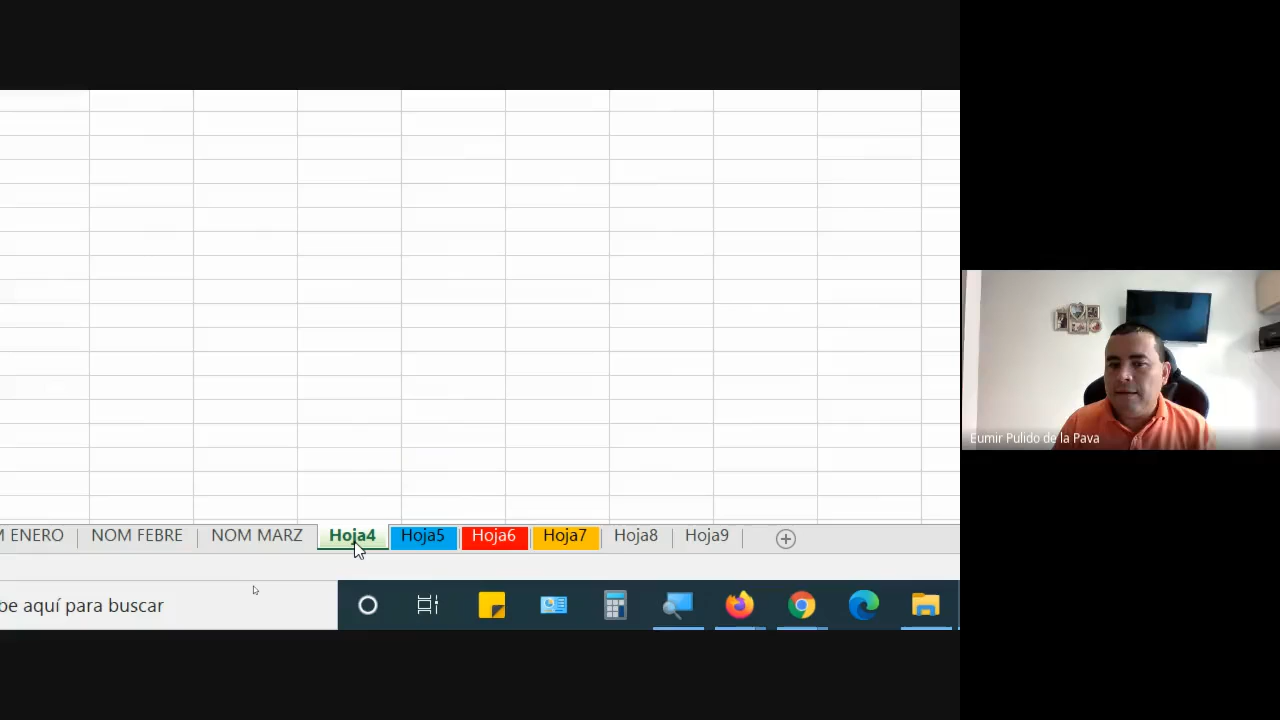 M ENERO NOM FEBRE NOM MARZ Hoja4 Hoja5 Hoja6 Hoja7 Hoja8 Hoja9
be aquí para buscar
Eumir Pulido de la Pava